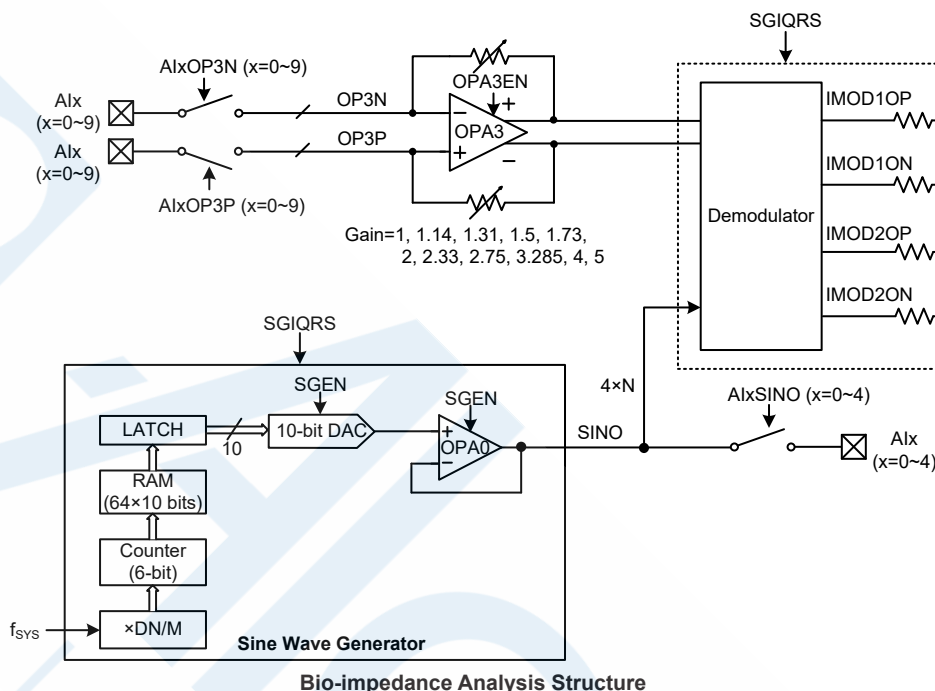 SGIQRS
AIxOP3N (x=0~9)
AIx
(x=0~9)
OP3N
OPA3EN
+
−
OPA3
+
−
IMOD1OP
AIx
(x=0~9)
OP3P
AIxOP3P (x=0~9)
IMOD1ON
Demodulator
Gain=1, 1.14, 1.31, 1.5, 1.73,
2, 2.33, 2.75, 3.285, 4, 5
IMOD2OP
IMOD2ON
SGIQRS
4×N
SGEN
SGEN
AIxSINO (x=0~4)
LATCH
10
10-bit DAC
+
OPA0
−
SINO
AIx
(x=0~4)
RAM
(64×10 bits)
Counter
(6-bit)
fSYS
×DN/M
Sine Wave Generator
Bio-impedance Analysis Structure